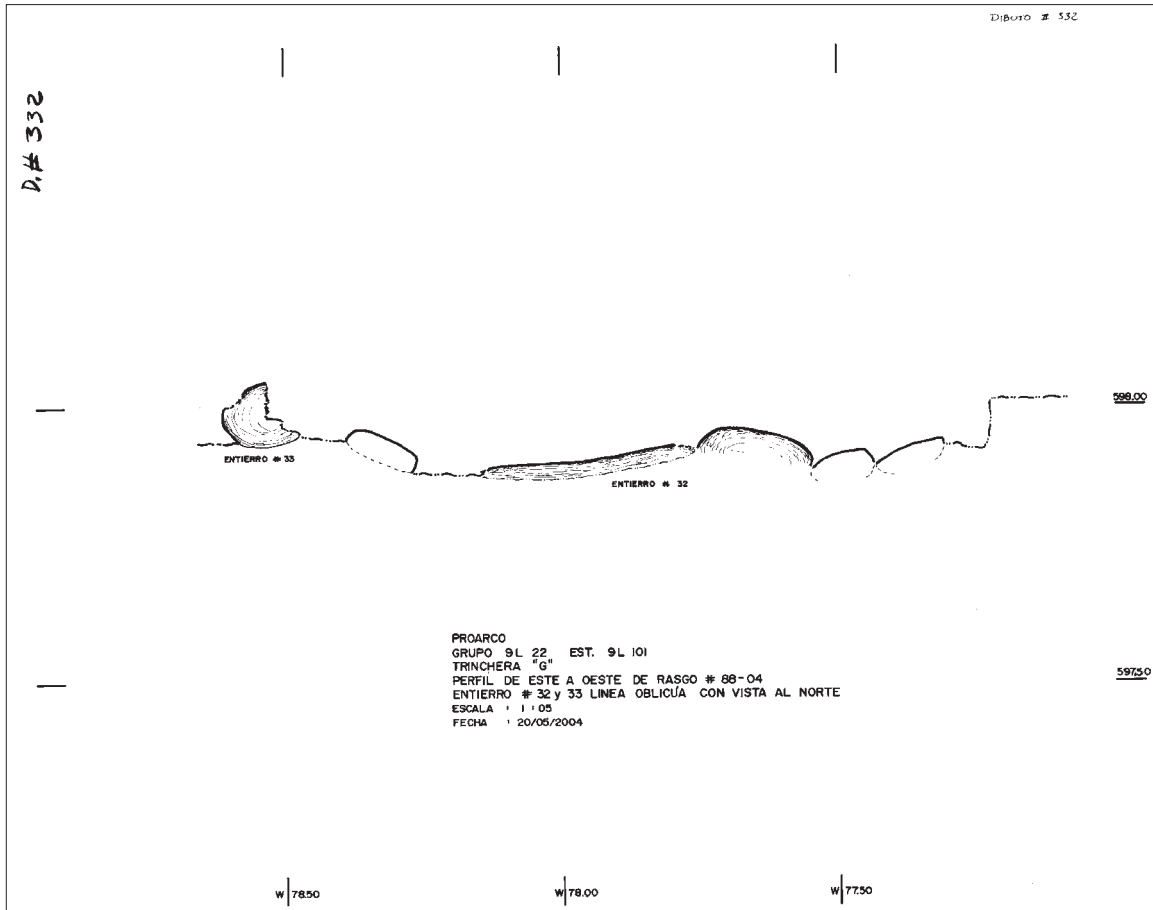 DIBUJO # 332
D.# 332
598.00
ENTIERRO # 33
ENTIERRO # 32
PROARCO
GRUPO 9L 22 EST. 9L 101
TRINCHERA "G"
PERFIL DE ESTE A OESTE DE RASGO # 88-04
ENTIERRO # 32 y 33 LINEA OBLICUÍA CON VISTA AL NORTE
ESCALA : 1:05
FECHA : 20/05/2004
597.50
W 78.50
W 78.00
W 77.50